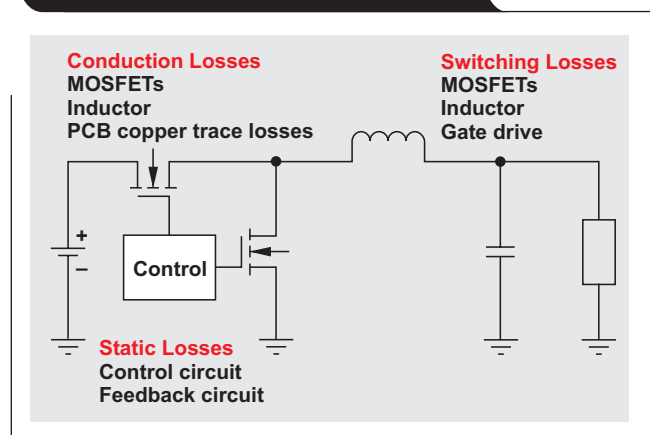 Conduction Losses
MOSFETs
Inductor
PCB copper trace losses
Switching Losses
MOSFETs
Inductor
Gate drive
+
–
Control
Static Losses
Control circuit
Feedback circuit